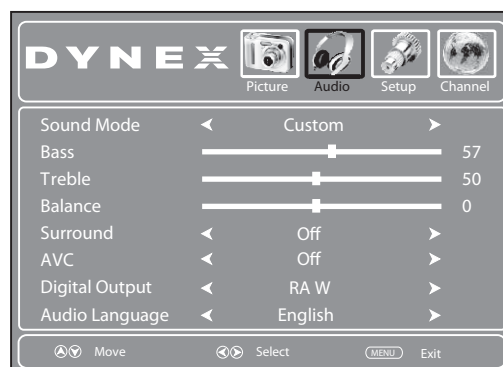 DYNEX
Picture Audio Setup Channel
Sound Mode Custom
Bass 57
Treble 50
Balance 0
Surround Off
AVC Off
Digital Output RA W
Audio Language English
Move Select MENU Exit